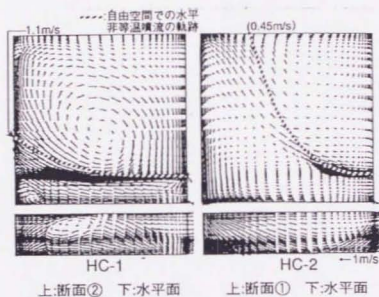 ----:自由空間での水平
非等温噴流の軌跡
1.1m/s
(0.45m/s)
HC-1
HC-2
←1m/s
上:断面② 下:水平面
上:断面① 下:水平面